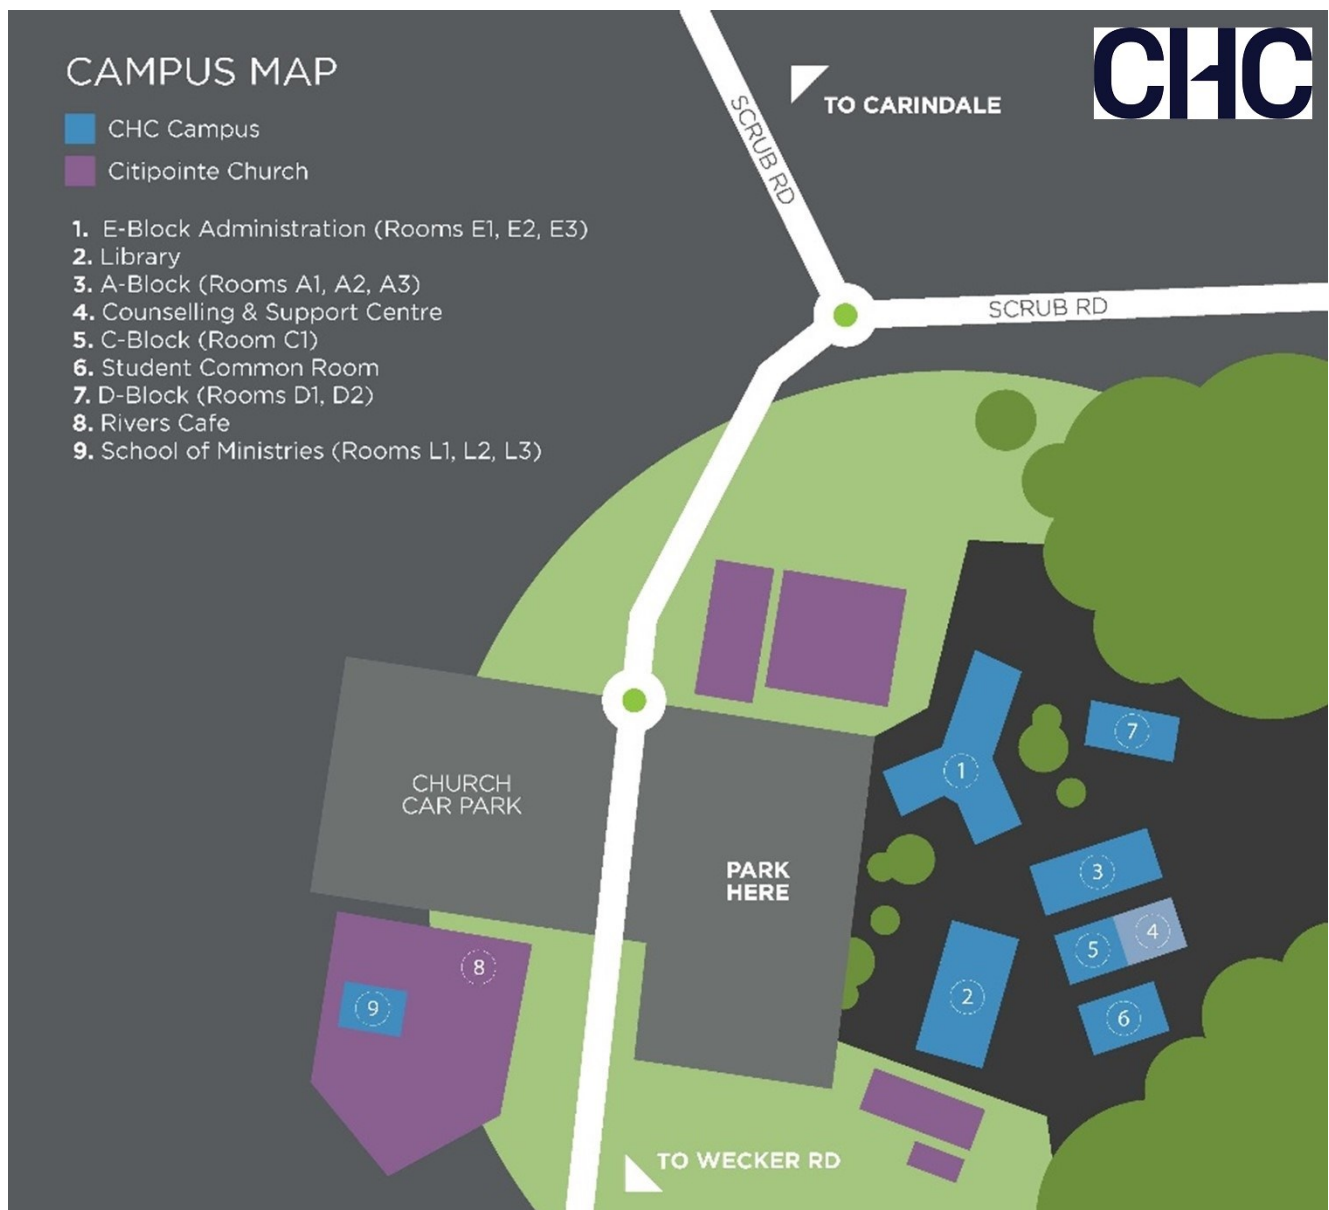 CAMPUS MAP
CHC
CHC Campus
Citipointe Church
1. E-Block Administration (Rooms E1, E2, E3)
2. Library
3. A-Block (Rooms A1, A2, A3)
4. Counselling & Support Centre
5. C-Block (Room C1)
6. Student Common Room
7. D-Block (Rooms D1, D2)
8. Rivers Cafe
9. School of Ministries (Rooms L1, L2, L3)
TO CARINDALE
SCRUB RD
SCRUB RD
CHURCH
CAR PARK
PARK
HERE
1
7
3
4
5
2
6
8
9
TO WECKER RD